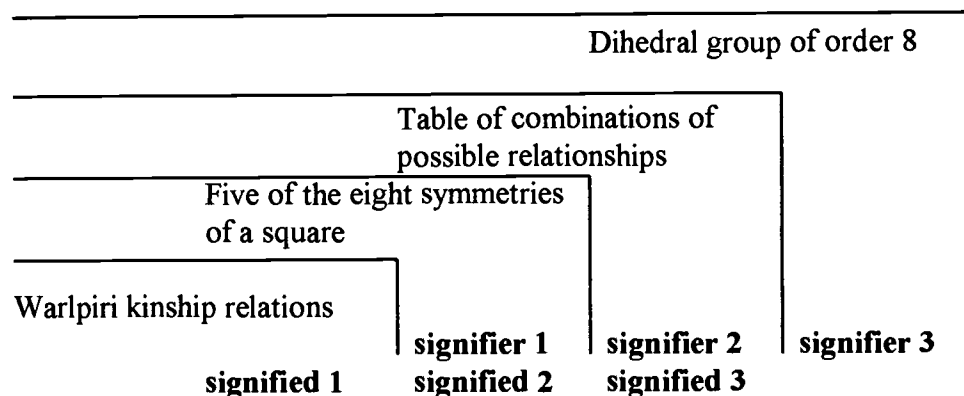 Dihedral group of order 8
Table of combinations of
possible relationships
Five of the eight symmetries
of a square
Warlpiri kinship relations
signifier 1 signifier 2 signifier 3
signified 1 signified 2 signified 3